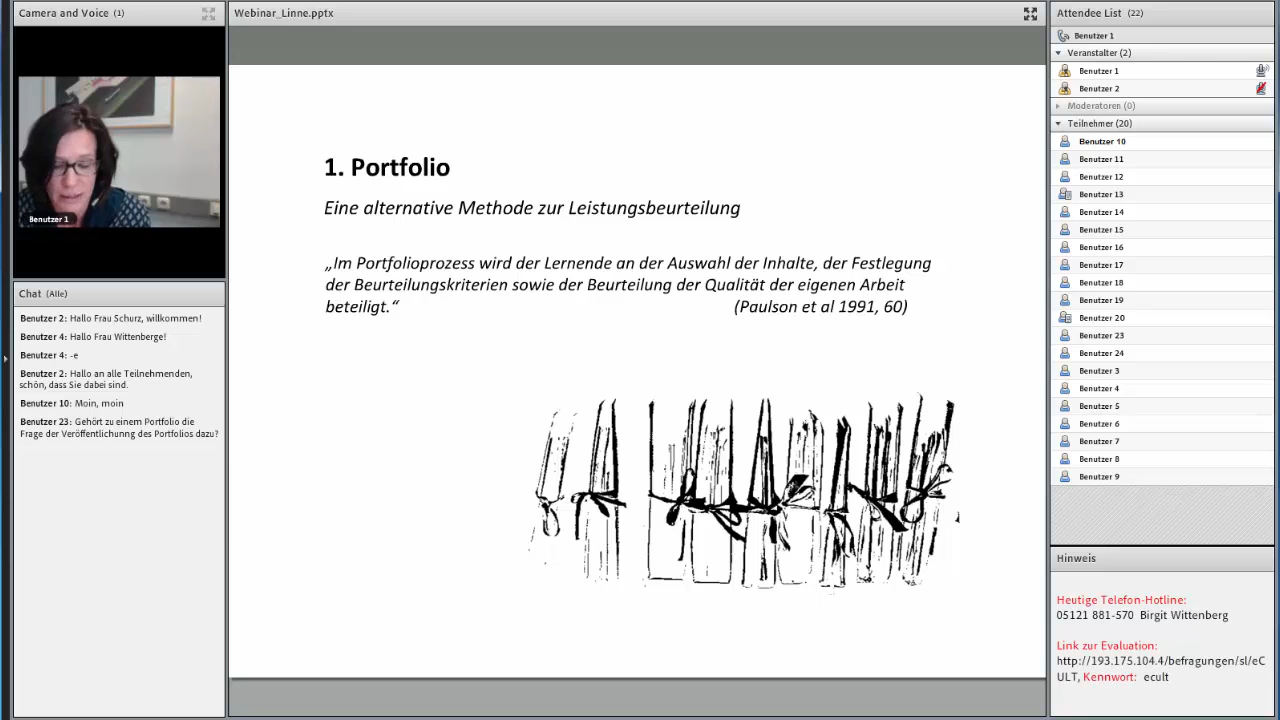 Camera and Voice (1)
Benutzer 1
Chat (Alle)
Benutzer 2: Hallo Frau Schurz, willkommen!
Benutzer 4: Hallo Frau Wittenberge!
Benutzer 4: -e
Benutzer 2: Hallo an alle Teilnehmenden,
schön, dass Sie dabei sind.
Benutzer 10: Moin, moin
Benutzer 23: Gehört zu einem Portfolio die
Frage der Veröffentlichunng des Portfolios dazu?
Webinar_Linne.pptx
1. Portfolio
Eine alternative Methode zur Leistungsbeurteilung
„Im Portfolioprozess wird der Lernende an der Auswahl der Inhalte, der Festlegung
der Beurteilungskriterien sowie der Beurteilung der Qualität der eigenen Arbeit
beteiligt.“ (Paulson et al 1991, 60)
Attendee List (22)
Benutzer 1
Veranstalter (2)
Benutzer 1
Benutzer 2
Moderatoren (0)
Teilnehmer (20)
Benutzer 10
Benutzer 11
Benutzer 12
Benutzer 13
Benutzer 14
Benutzer 15
Benutzer 16
Benutzer 17
Benutzer 18
Benutzer 19
Benutzer 20
Benutzer 23
Benutzer 24
Benutzer 3
Benutzer 4
Benutzer 5
Benutzer 6
Benutzer 7
Benutzer 8
Benutzer 9
Hinweis
Heutige Telefon-Hotline:
05121 881-570 Birgit Wittenberg
Link zur Evaluation:
http://193.175.104.4/befragungen/sl/eC
ULT, Kennwort: ecult